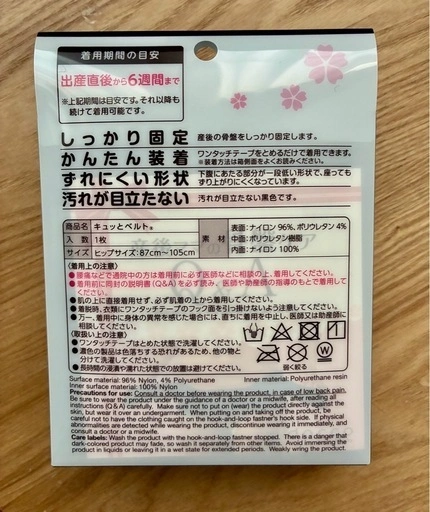 着用期間の目安
出産直後から6週間まで
※上記期間は目安です。それ以降も
続けて着用可能です。
しっかり固定 産後の骨盤をしっかり固定します。
かんたん装着 ワンタッチテープをとめるだけで着用できます。
※装着方法は箱側面をよくお読みください。
ずれにくい形状 下腹にあたる部分が一段低い形状で、座っても
ずり上がりにくくなっています。
汚れが目立たない 汚れが目立たない黒色です。
商品名 キュッとベルト。 素材 表面:ナイロン 96%、ポリウレタン 4%
入数 1枚 中面:ポリウレタン樹脂
サイズ ヒップサイズ:87cm〜105cm 内面:ナイロン 100%
〈着用上の注意〉
●腰痛などで通院中の方は着用前に必ず医師などに相談の上、着用してください。
●着用前に同封の説明書(Q&A)を必ず読み、医師や助産師の指導のもとで着用してください。
●肌の上に直接着用せず、必ず肌着の上から着用してください。
●着脱時、衣類にワンタッチテープのフック面を引っ掛けないよう注意してください。
●万一、着用中に身体の異常を感じた場合には、直ちに着用を中止し、医師又は助産師に
相談してください。
〈取扱い上の注意〉
●ワンタッチテープはとめた状態で洗濯してください。
●濃色の製品は色落ちする恐れがあるため、他の物と
分けて洗濯してください。
●長時間の浸漬や濡れた状態での放置はお避けください。
弱く絞る
Surface material: 96% Nylon, 4% Polyurethane Inner material: Polyurethane resin
Inner surface material: 100% Nylon
Precautions for use: Consult a doctor before wearing the product, in case of low back pain.
Be sure to wear the product under the guidance of a doctor or a midwife, after reading all
instructions (Q & A) carefully. Make sure not to put on (wear) the product directly on the
skin, but wear it over an undergarment. When putting on and taking off the product, be
careful not to have the clothing caught on the hook-and-loop fastener's hook side. If physical
abnormalities are detected while wearing the product, discontinue wearing it immediately, and
consult a doctor or a midwife.
Care labels: Wash the product with the hook-and-loop fastener stopped. There is a danger that
dark-colored products may fade, so wash with like colors. Avoid immersing the
product in liquids or leaving it in a wet state for extended periods. Weakly wring the product.